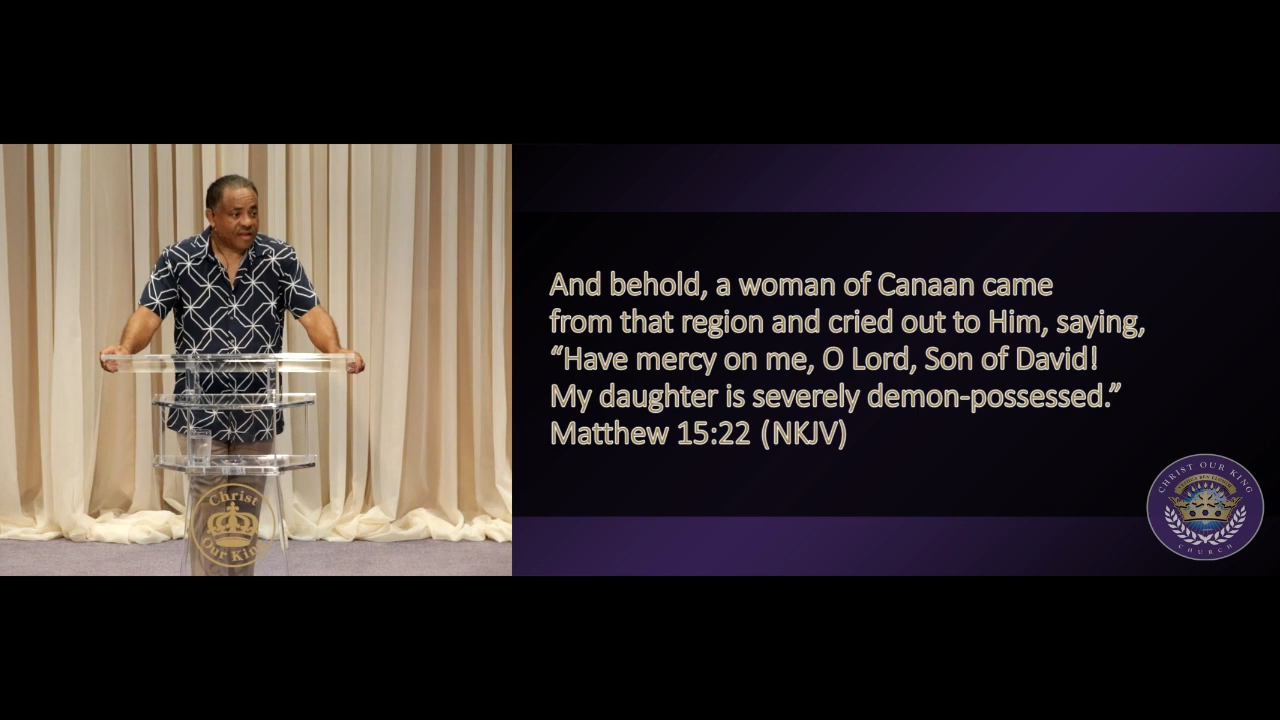 And behold, a woman of Canaan came
from that region and cried out to Him, saying,
“Have mercy on me, O Lord, Son of David!
My daughter is severely demon-possessed.”
Matthew 15:22 (NKJV)
Christ
Our King
CHRIST OUR KING
CHURCH